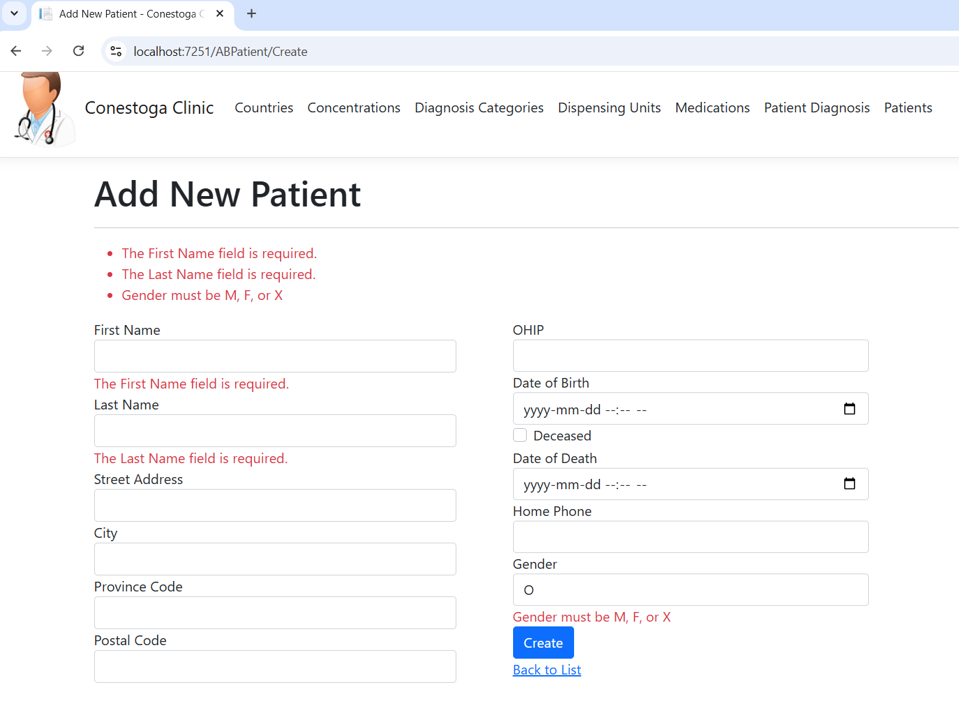 Add New Patient - Conestoga C
localhost:7251/ABPatient/Create
Conestoga Clinic Countries Concentrations Diagnosis Categories Dispensing Units Medications Patient Diagnosis Patients
Add New Patient
The First Name field is required.
The Last Name field is required.
Gender must be M, F, or X
First Name
The First Name field is required.
Last Name
The Last Name field is required.
Street Address
City
Province Code
Postal Code
OHIP
Date of Birth
yyyy-mm-dd --:-- --
Deceased
Date of Death
yyyy-mm-dd --:-- --
Home Phone
Gender
O
Gender must be M, F, or X
Create
Back to List